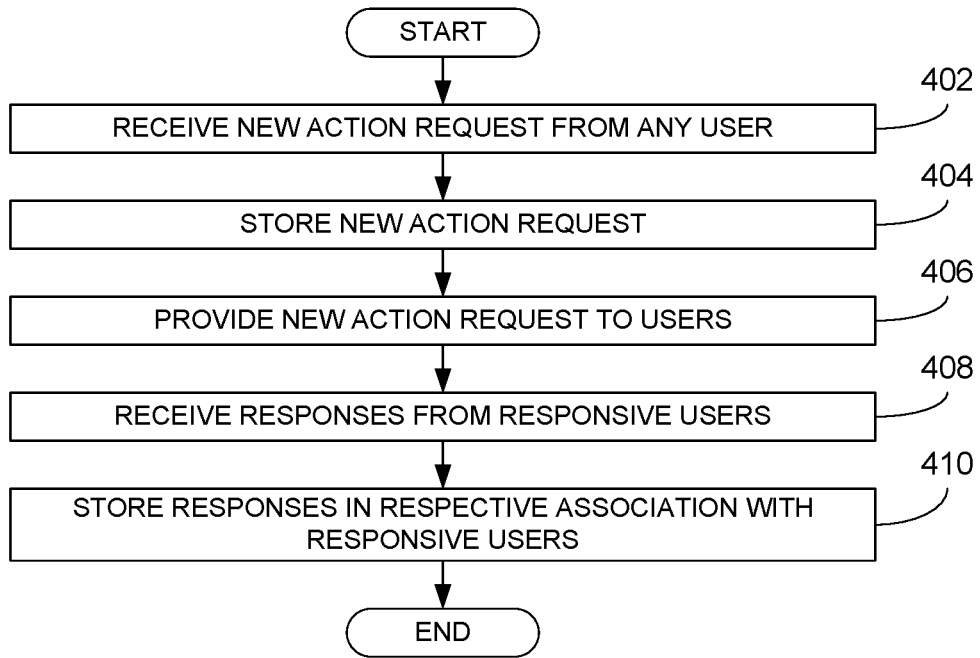 START
402
RECEIVE NEW ACTION REQUEST FROM ANY USER
404
STORE NEW ACTION REQUEST
406
PROVIDE NEW ACTION REQUEST TO USERS
408
RECEIVE RESPONSES FROM RESPONSIVE USERS
410
STORE RESPONSES IN RESPECTIVE ASSOCIATION WITH
RESPONSIVE USERS
END